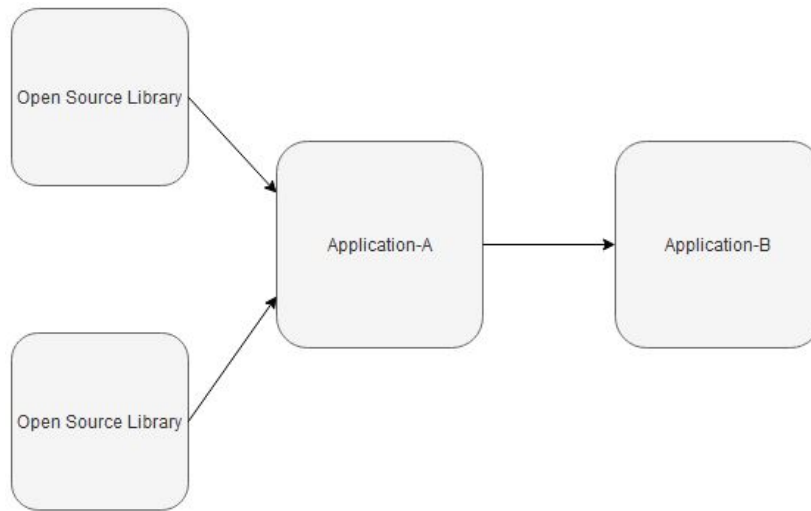 Open Source Library
Application-A
Application-B
Open Source Library